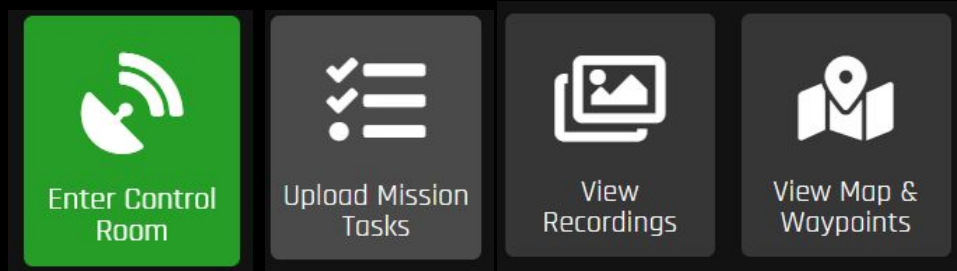 Enter Control
Room
Upload Mission
Tasks
View
Recordings
View Map &
Waypoints